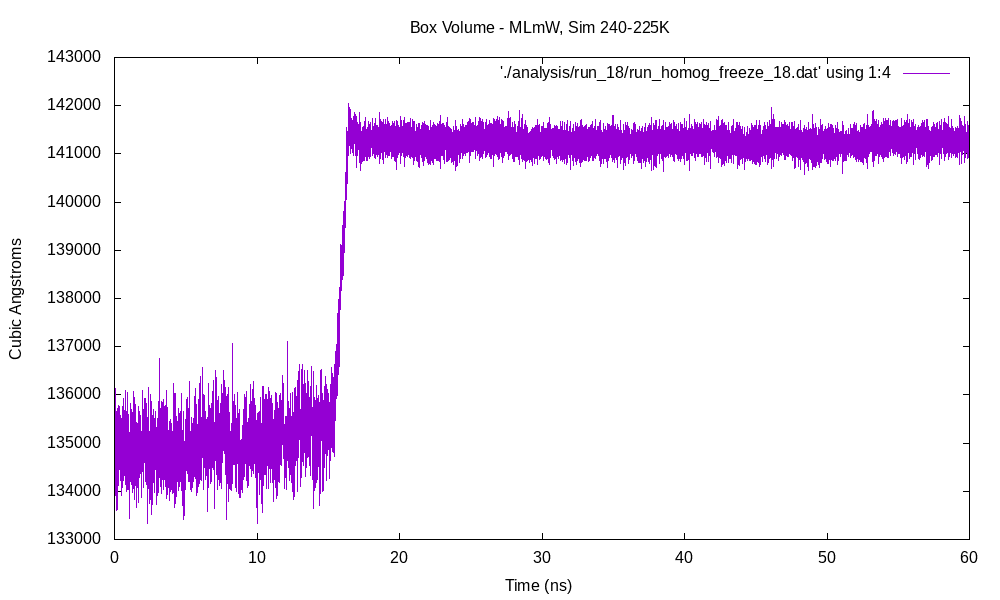 Box Volume - MLmW, Sim 240-225K
'./analysis/run_18/run_homog_freeze_18.dat' using 1:4
143000
142000
141000
140000
139000
138000
137000
136000
135000
134000
133000
Cubic Angstroms
0 10 20 30 40 50 60
Time (ns)